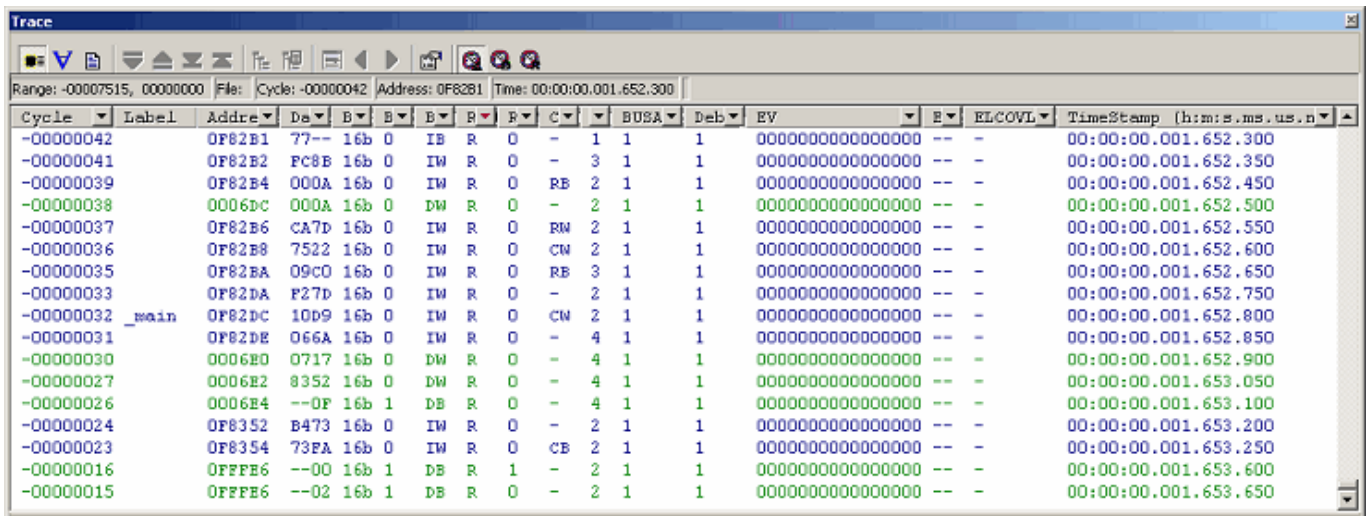 Trace
Range: -00007515, 00000000 File: Cycle: -00000042 Address: 0F82B1 Time: 00:00:00.001.652.300
Cycle Label Addre Da B B B R R C BUSA Deb EV E ELCOVL TimeStamp (h:m:s.ms.us.n
-00000042 0F82B1 77-- 16b 0 IB R 0 - 1 1 1 0000000000000000 -- - 00:00:00.001.652.300
-00000041 0F82B2 FC8B 16b 0 IW R 0 - 3 1 1 0000000000000000 -- - 00:00:00.001.652.350
-00000039 0F82B4 000A 16b 0 IW R 0 RB 2 1 1 0000000000000000 -- - 00:00:00.001.652.450
-00000038 0006DC 000A 16b 0 DW R 0 - 2 1 1 0000000000000000 -- - 00:00:00.001.652.500
-00000037 0F82B6 CA7D 16b 0 IW R 0 RW 2 1 1 0000000000000000 -- - 00:00:00.001.652.550
-00000036 0F82B8 7522 16b 0 IW R 0 CW 2 1 1 0000000000000000 -- - 00:00:00.001.652.600
-00000035 0F82BA 09C0 16b 0 IW R 0 RB 3 1 1 0000000000000000 -- - 00:00:00.001.652.650
-00000033 0F82DA F27D 16b 0 IW R 0 - 2 1 1 0000000000000000 -- - 00:00:00.001.652.750
-00000032 _main 0F82DC 10D9 16b 0 IW R 0 CW 2 1 1 0000000000000000 -- - 00:00:00.001.652.800
-00000031 0F82DE 066A 16b 0 IW R 0 - 4 1 1 0000000000000000 -- - 00:00:00.001.652.850
-00000030 0006E0 0717 16b 0 DW R 0 - 4 1 1 0000000000000000 -- - 00:00:00.001.652.900
-00000027 0006E2 8352 16b 0 DW R 0 - 4 1 1 0000000000000000 -- - 00:00:00.001.653.050
-00000026 0006E4 --0F 16b 1 DB R 0 - 4 1 1 0000000000000000 -- - 00:00:00.001.653.100
-00000024 0F8352 B473 16b 0 IW R 0 - 2 1 1 0000000000000000 -- - 00:00:00.001.653.200
-00000023 0F8354 73FA 16b 0 IW R 0 CB 2 1 1 0000000000000000 -- - 00:00:00.001.653.250
-00000016 0FFFE6 --00 16b 1 DB R 1 - 2 1 1 0000000000000000 -- - 00:00:00.001.653.600
-00000015 0FFFE6 --02 16b 1 DB R 0 - 2 1 1 0000000000000000 -- - 00:00:00.001.653.650